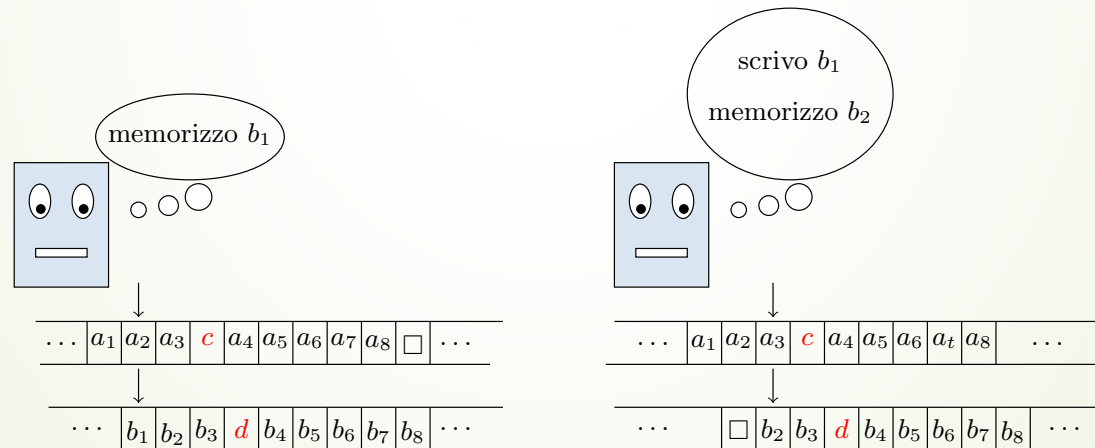 memorizzo b₁
⋯ a₁ a₂ a₃ c a₄ a₅ a₆ a₇ a₈ □ ⋯
⋯ b₁ b₂ b₃ d b₄ b₅ b₆ b₇ b₈ ⋯
scrivo b₁
memorizzo b₂
⋯ a₁ a₂ a₃ c a₄ a₅ a₆ aₜ a₈ ⋯
⋯ □ b₂ b₃ d b₄ b₅ b₆ b₇ b₈ ⋯